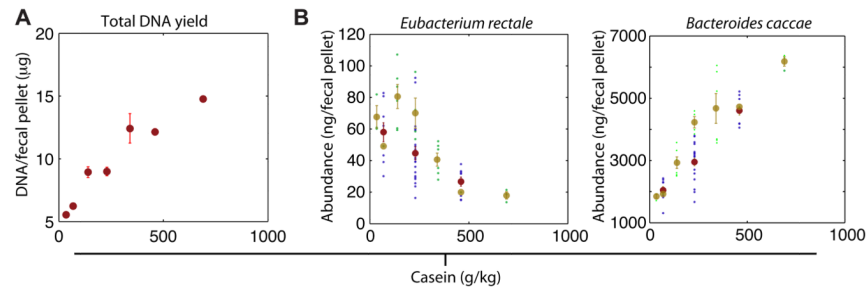 A
Total DNA yield
DNA/fecal pellet (μg)
20
15
10
5
0
500
1000
B
Eubacterium rectale
Abundance (ng/fecal pellet)
120
100
80
60
40
20
0
0
500
1000
Bacteroides caccae
Abundance (ng/fecal pellet)
7000
5000
3000
1000
0
500
1000
Casein (g/kg)